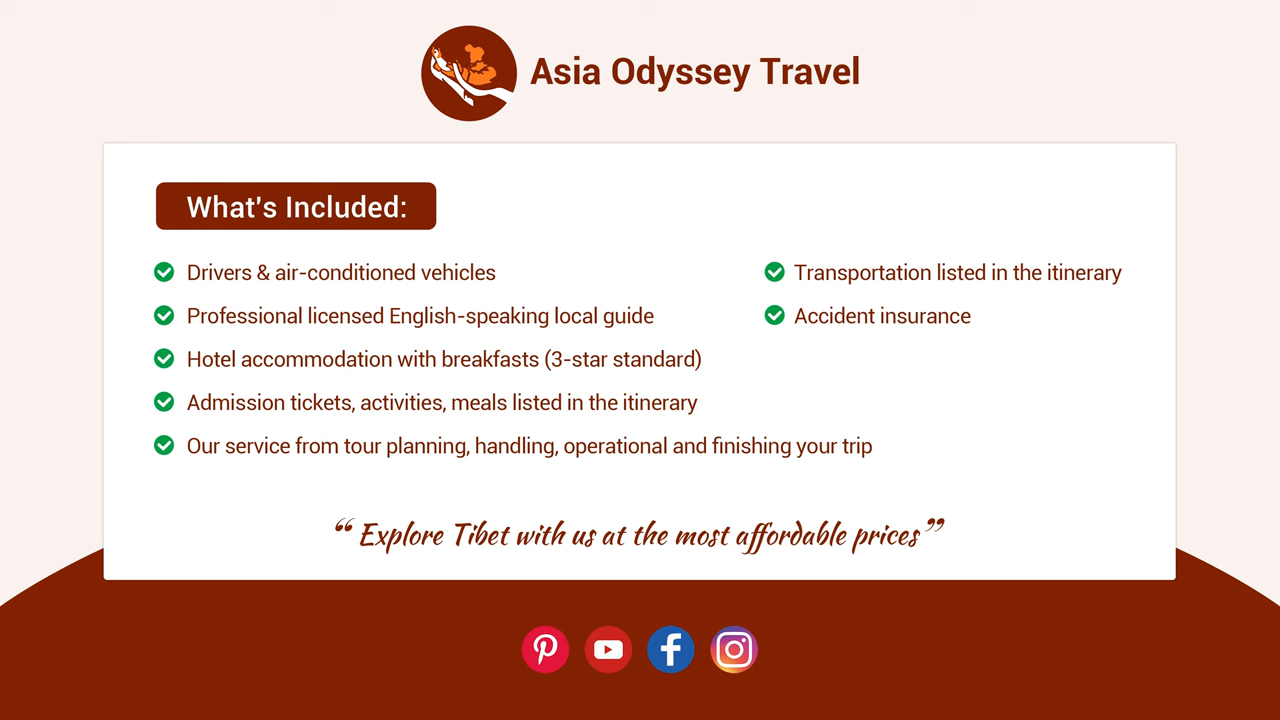 Asia Odyssey Travel
What's Included:
Drivers & air-conditioned vehicles
Professional licensed English-speaking local guide
Hotel accommodation with breakfasts (3-star standard)
Admission tickets, activities, meals listed in the itinerary
Our service from tour planning, handling, operational and finishing your trip
Transportation listed in the itinerary
Accident insurance
“ Explore Tibet with us at the most affordable prices ”